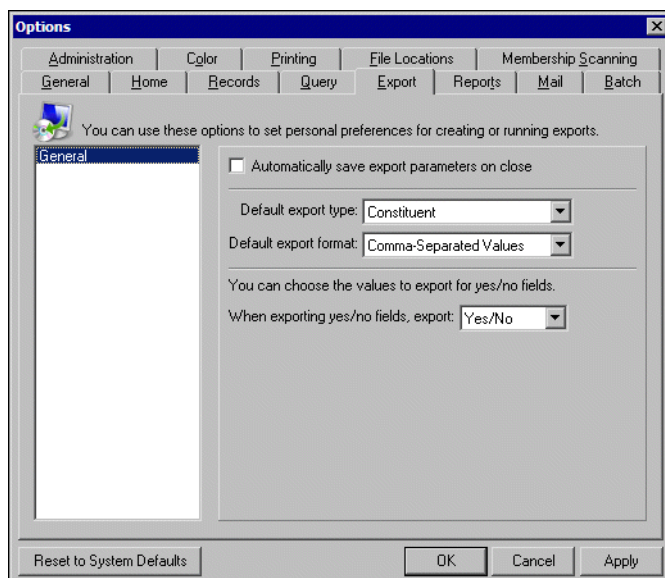 Options
Administration Color Printing File Locations Membership Scanning
General Home Records Query Export Reports Mail Batch
You can use these options to set personal preferences for creating or running exports.
General
Automatically save export parameters on close
Default export type: Constituent
Default export format: Comma-Separated Values
You can choose the values to export for yes/no fields.
When exporting yes/no fields, export: Yes/No
Reset to System Defaults OK Cancel Apply